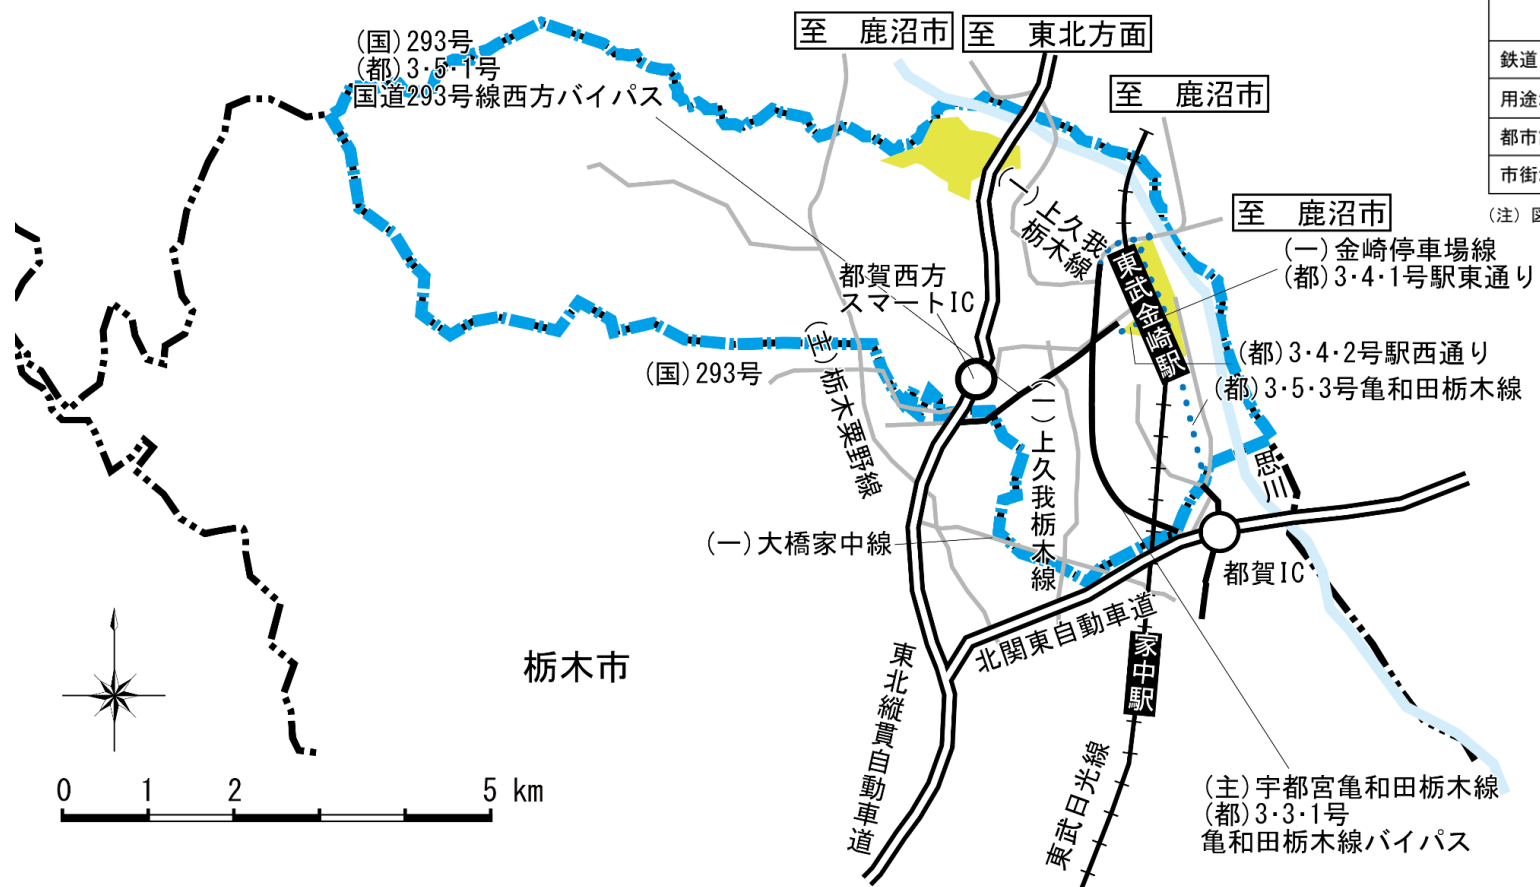 至　鹿沼市
至　東北方面
(国)293号
(都)3・5・1号
国道293号線西方バイパス
鉄道
用途
都市
市街
(注)
至　鹿沼市
至　鹿沼市
(一)上久我
栃木線
(一)金崎停車場線
(都)3・4・1号駅東通り
東武金崎駅
都賀西方
スマートIC
(都)3・4・2号駅西通り
(国)293号
(主)栃木粟野線
(都)3・5・3号亀和田栃木線
(一)上久我栃木線
思川
(一)大橋家中線
都賀IC
北関東自動車道
家中駅
栃木市
東北縦貫自動車道
東武日光線
(主)宇都宮亀和田栃木線
(都)3・3・1号
亀和田栃木線バイパス
0 1 2 5 km